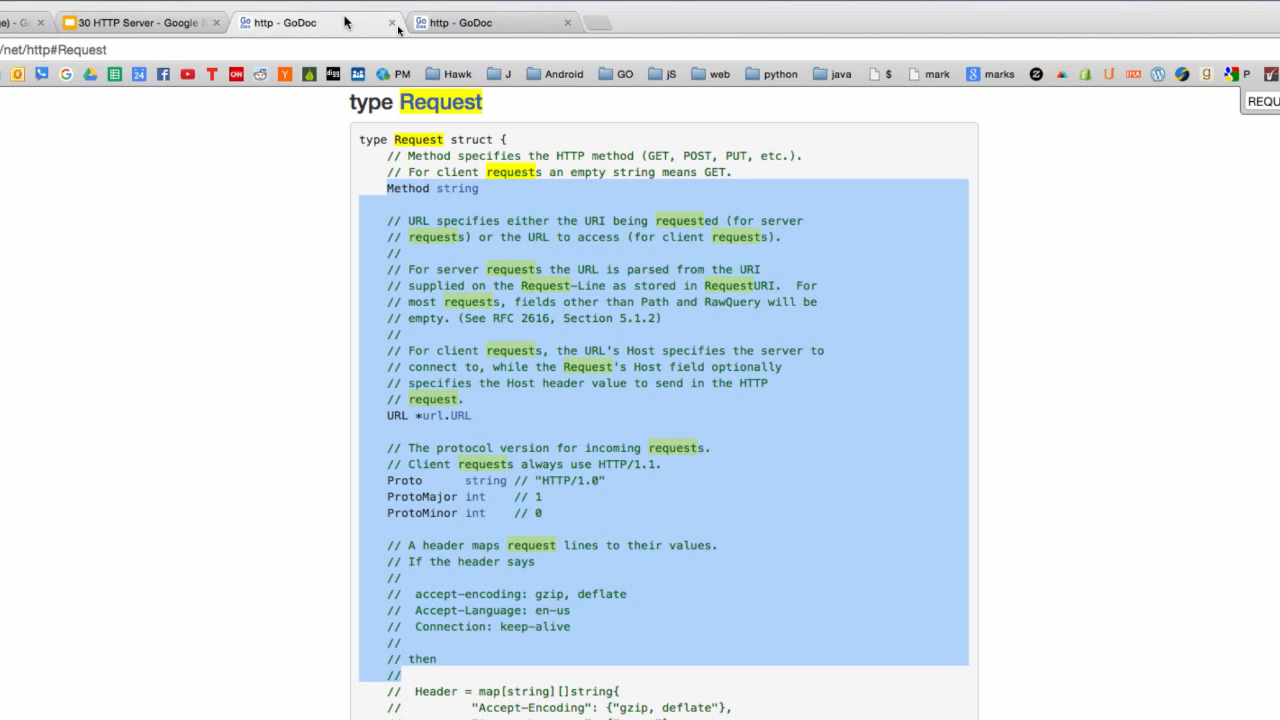 e) - G
30 HTTP Server - Google S
http - GoDoc
http - GoDoc
/net/http#Request
PM
Hawk
J
Android
GO
jS
web
python
java
$
mark
marks
P
REQU
type Request
type Request struct {
// Method specifies the HTTP method (GET, POST, PUT, etc.).
// For client requests an empty string means GET.
Method string
// URL specifies either the URI being requested (for server
// requests) or the URL to access (for client requests).
//
// For server requests the URL is parsed from the URI
// supplied on the Request-Line as stored in RequestURI.  For
// most requests, fields other than Path and RawQuery will be
// empty. (See RFC 2616, Section 5.1.2)
//
// For client requests, the URL's Host specifies the server to
// connect to, while the Request's Host field optionally
// specifies the Host header value to send in the HTTP
// request.
URL *url.URL
// The protocol version for incoming requests.
// Client requests always use HTTP/1.1.
Proto      string // "HTTP/1.0"
ProtoMajor int    // 1
ProtoMinor int    // 0
// A header maps request lines to their values.
// If the header says
//
//  accept-encoding: gzip, deflate
//  Accept-Language: en-us
//  Connection: keep-alive
//
// then
//
//  Header = map[string][]string{
//          "Accept-Encoding": {"gzip, deflate"},